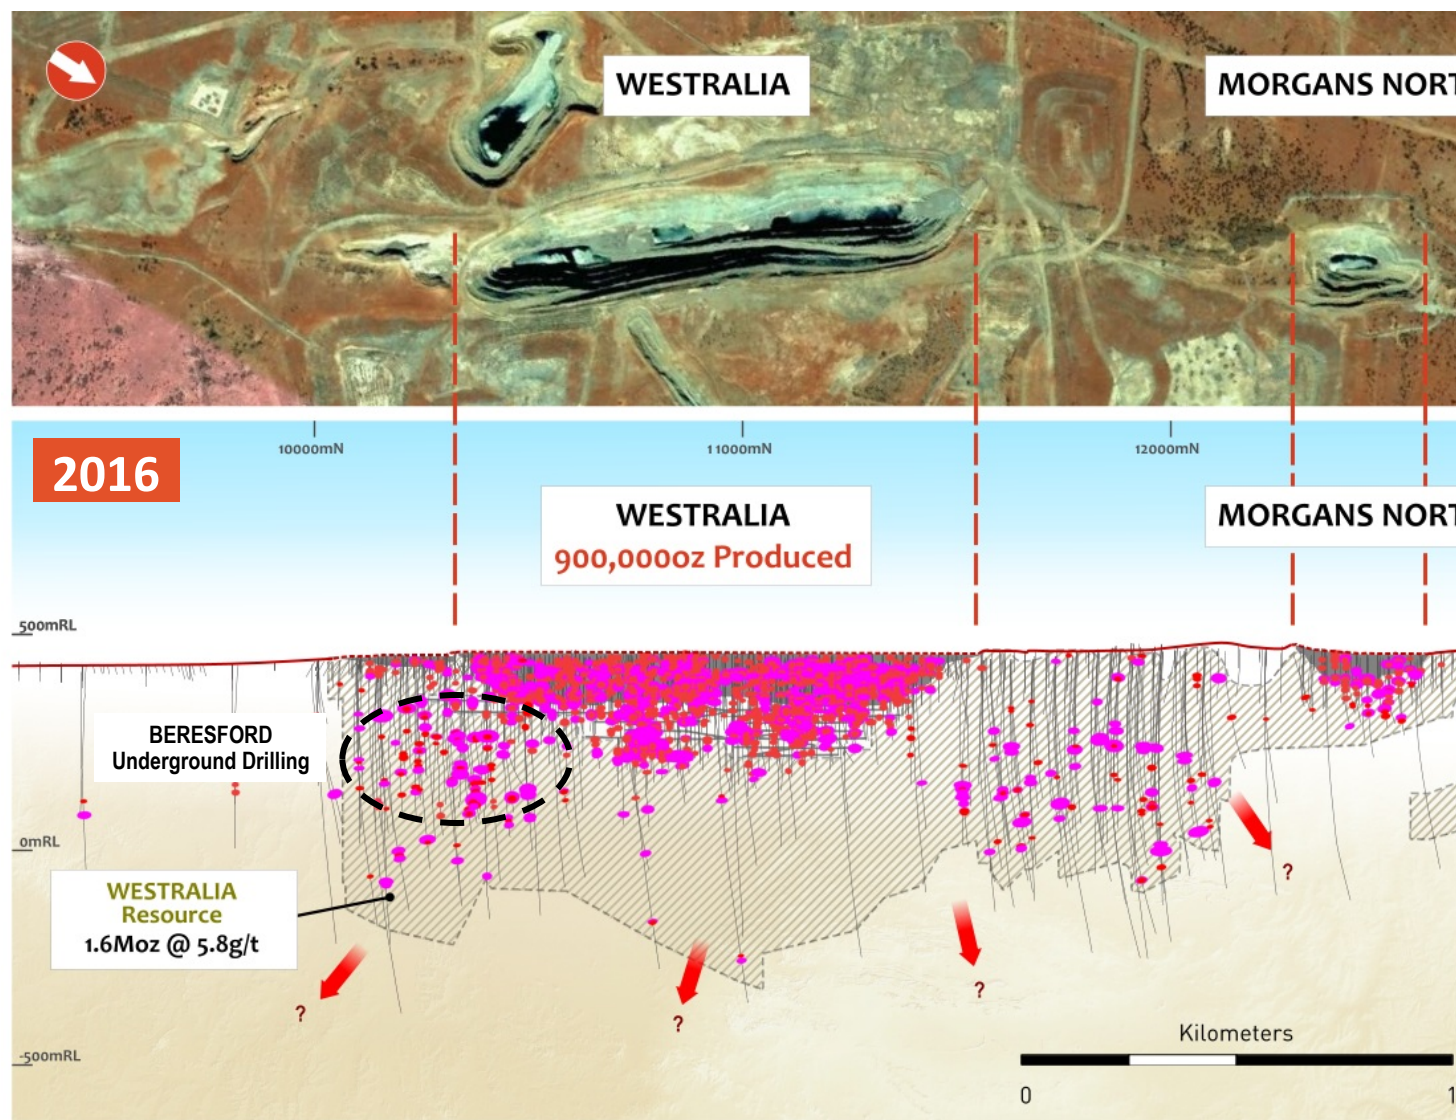 WESTRALIA
MORGANS NORT
10000mN
11000mN
12000mN
2016
WESTRALIA
900,000oz Produced
MORGANS NORT
500mRL
BERESFORD
Underground Drilling
0mRL
WESTRALIA
Resource
1.6Moz @ 5.8g/t
?
?
?
?
-500mRL
Kilometers
0
1